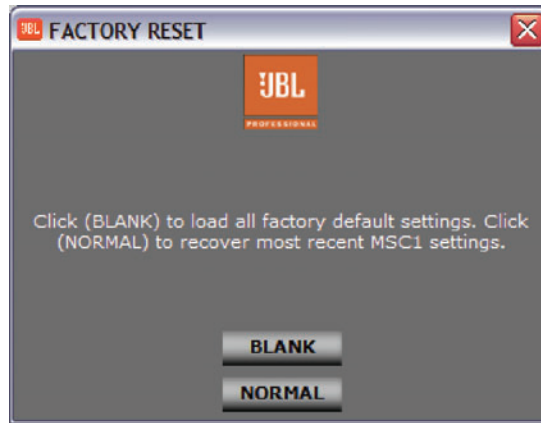 JBL FACTORY RESET
JBL
PROFESSIONAL
Click (BLANK) to load all factory default settings. Click
(NORMAL) to recover most recent MSC1 settings.
BLANK
NORMAL